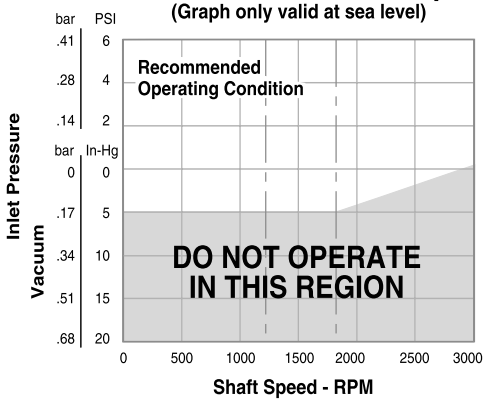 (Graph only valid at sea level)
bar PSI
.41 6
.28 4
.14 2
bar In-Hg
0 0
.17 5
.34 10
.51 15
.68 20
Inlet Pressure
Vacuum
Recommended
Operating Condition
DO NOT OPERATE
IN THIS REGION
0 500 1000 1500 2000 2500 3000
Shaft Speed - RPM